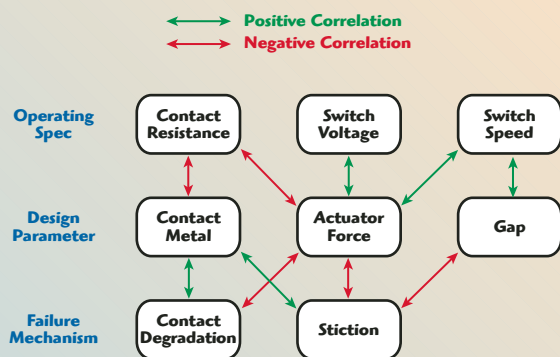 Positive Correlation
Negative Correlation
Operating
Spec
Contact
Resistance
Switch
Voltage
Switch
Speed
Design
Parameter
Contact
Metal
Actuator
Force
Gap
Failure
Mechanism
Contact
Degradation
Stiction